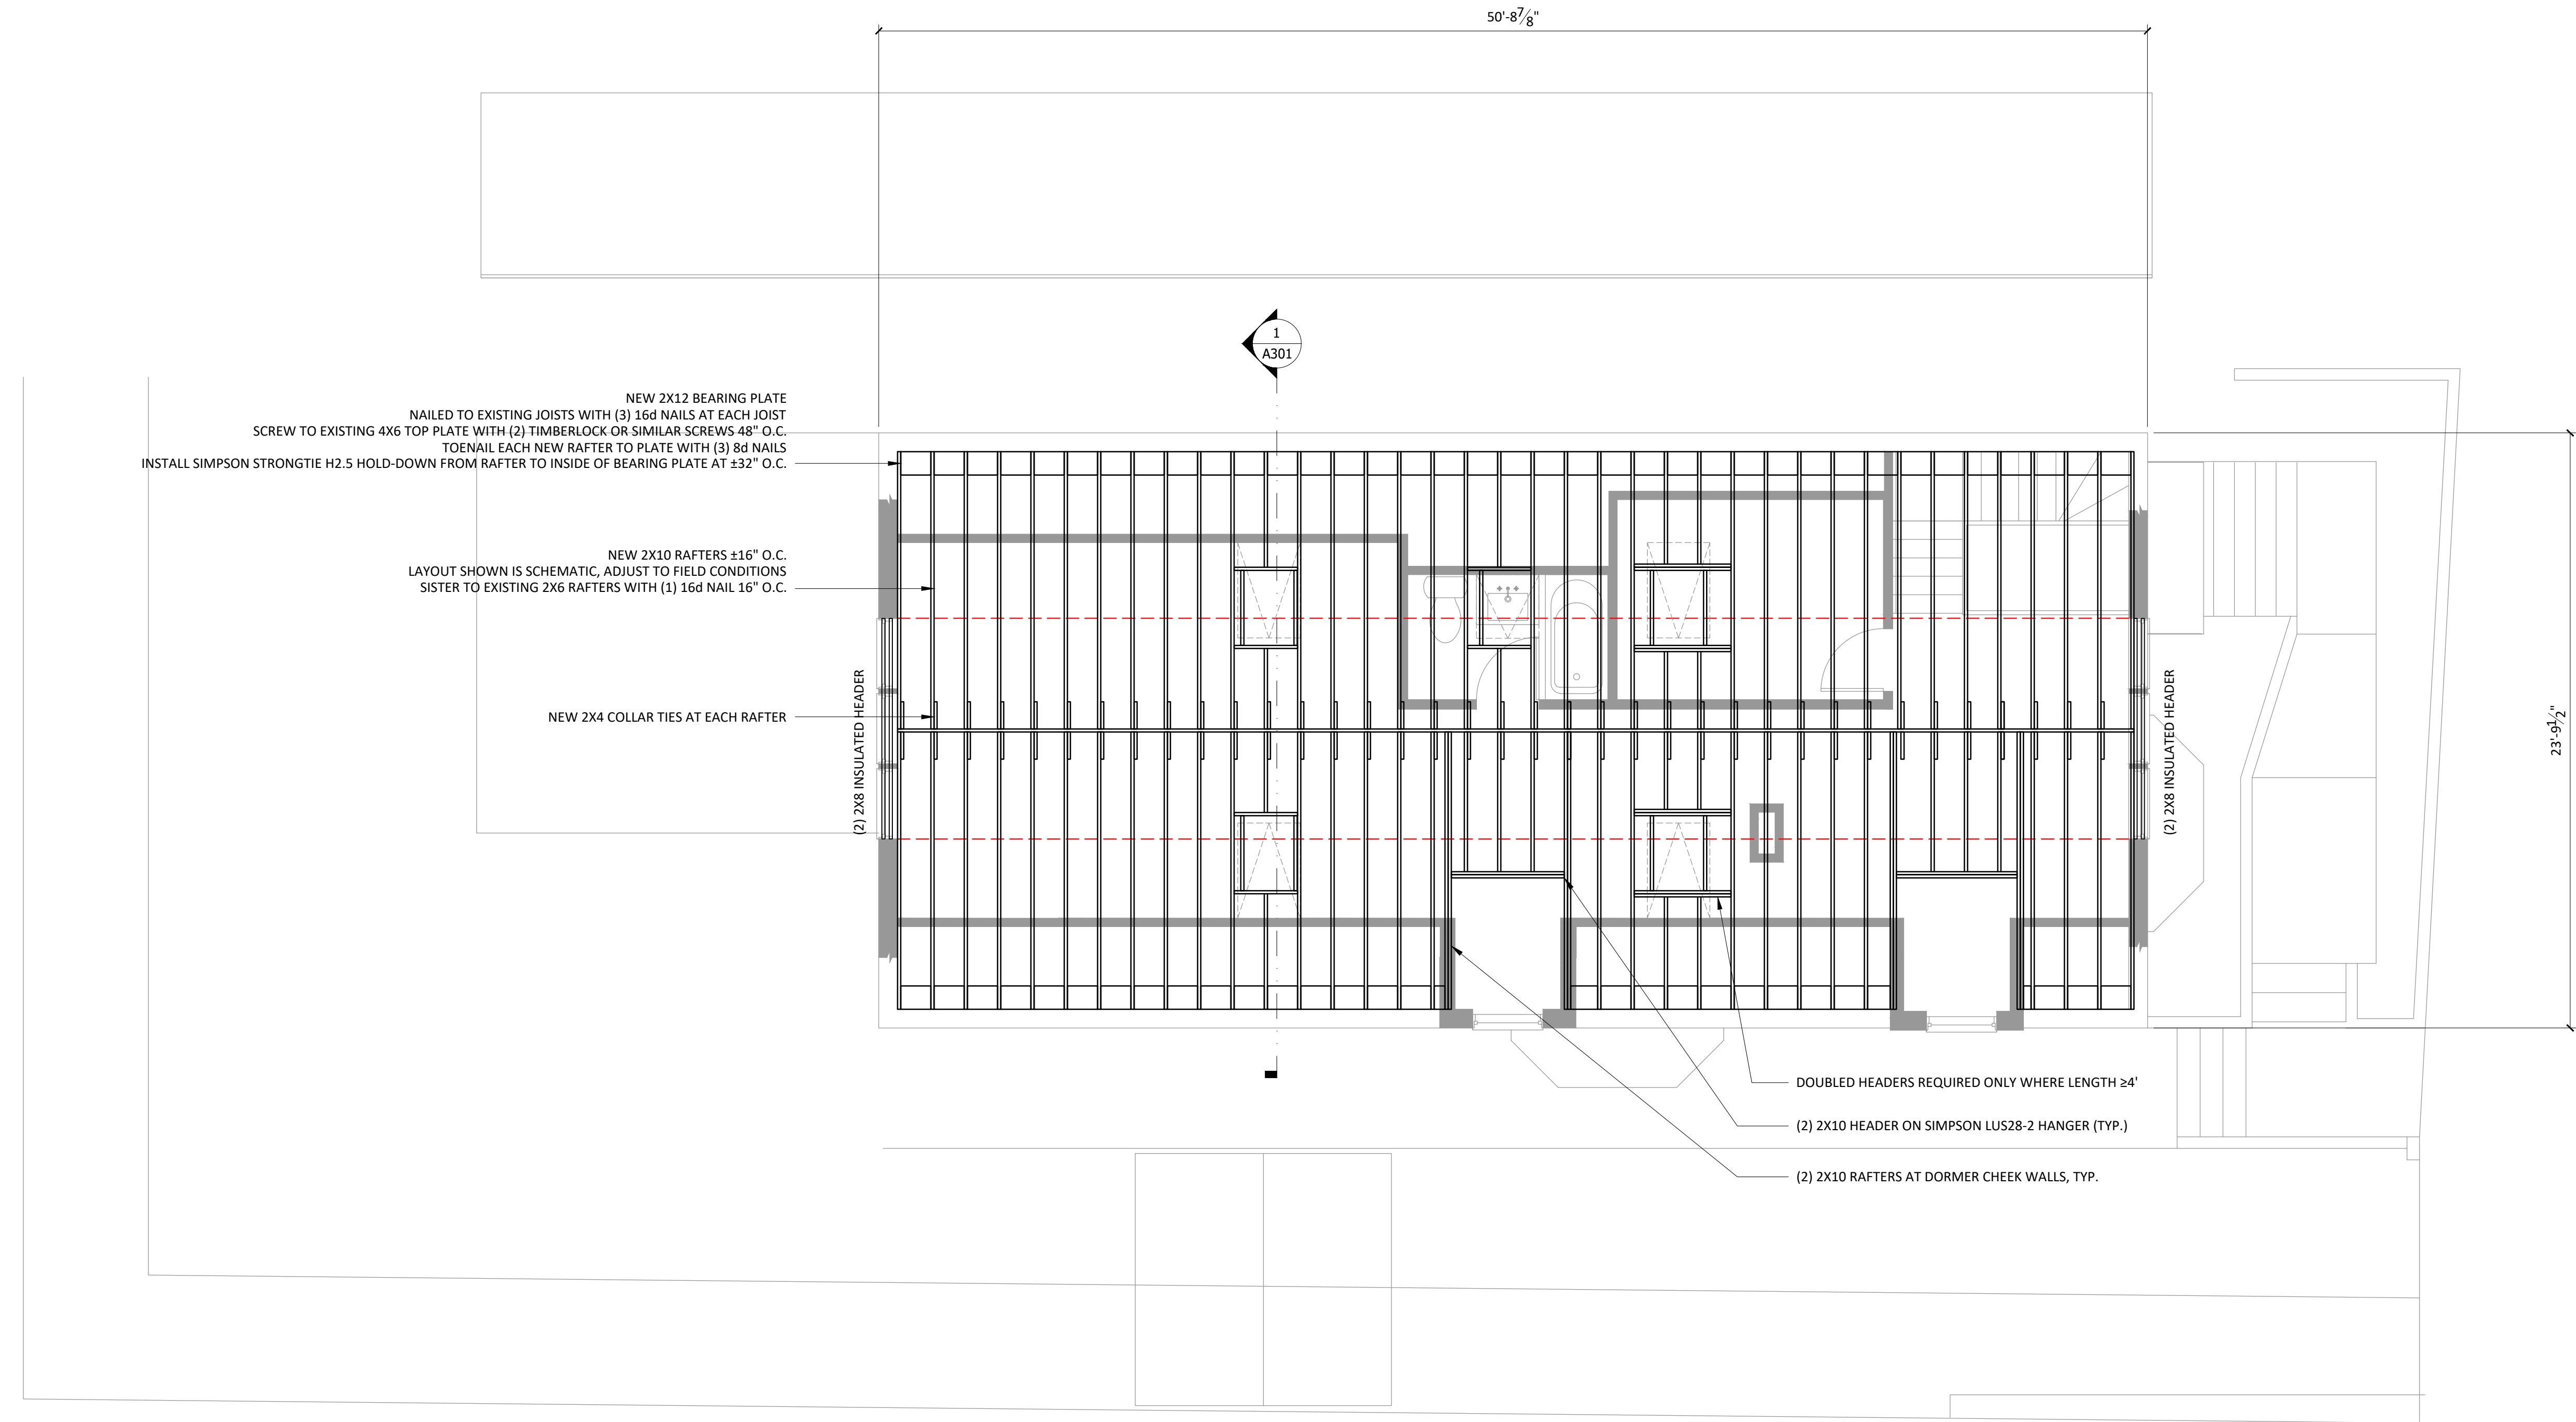 50'-8 7/8"
1
A301
NEW 2X12 BEARING PLATE
NAILED TO EXISTING JOISTS WITH (3) 16d NAILS AT EACH JOIST
SCREW TO EXISTING 4X6 TOP PLATE WITH (2) TIMBERLOCK OR SIMILAR SCREWS 48" O.C.
TOENAIL EACH NEW RAFTER TO PLATE WITH (3) 8d NAILS
INSTALL SIMPSON STRONGTIE H2.5 HOLD-DOWN FROM RAFTER TO INSIDE OF BEARING PLATE AT ±32" O.C.
NEW 2X10 RAFTERS ±16" O.C.
LAYOUT SHOWN IS SCHEMATIC, ADJUST TO FIELD CONDITIONS
SISTER TO EXISTING 2X6 RAFTERS WITH (1) 16d NAIL 16" O.C.
NEW 2X4 COLLAR TIES AT EACH RAFTER
(2) 2X8 INSULATED HEADER
(2) 2X8 INSULATED HEADER
23'-9 1/2"
DOUBLED HEADERS REQUIRED ONLY WHERE LENGTH ≥4'
(2) 2X10 HEADER ON SIMPSON LUS28-2 HANGER (TYP.)
(2) 2X10 RAFTERS AT DORMER CHEEK WALLS, TYP.